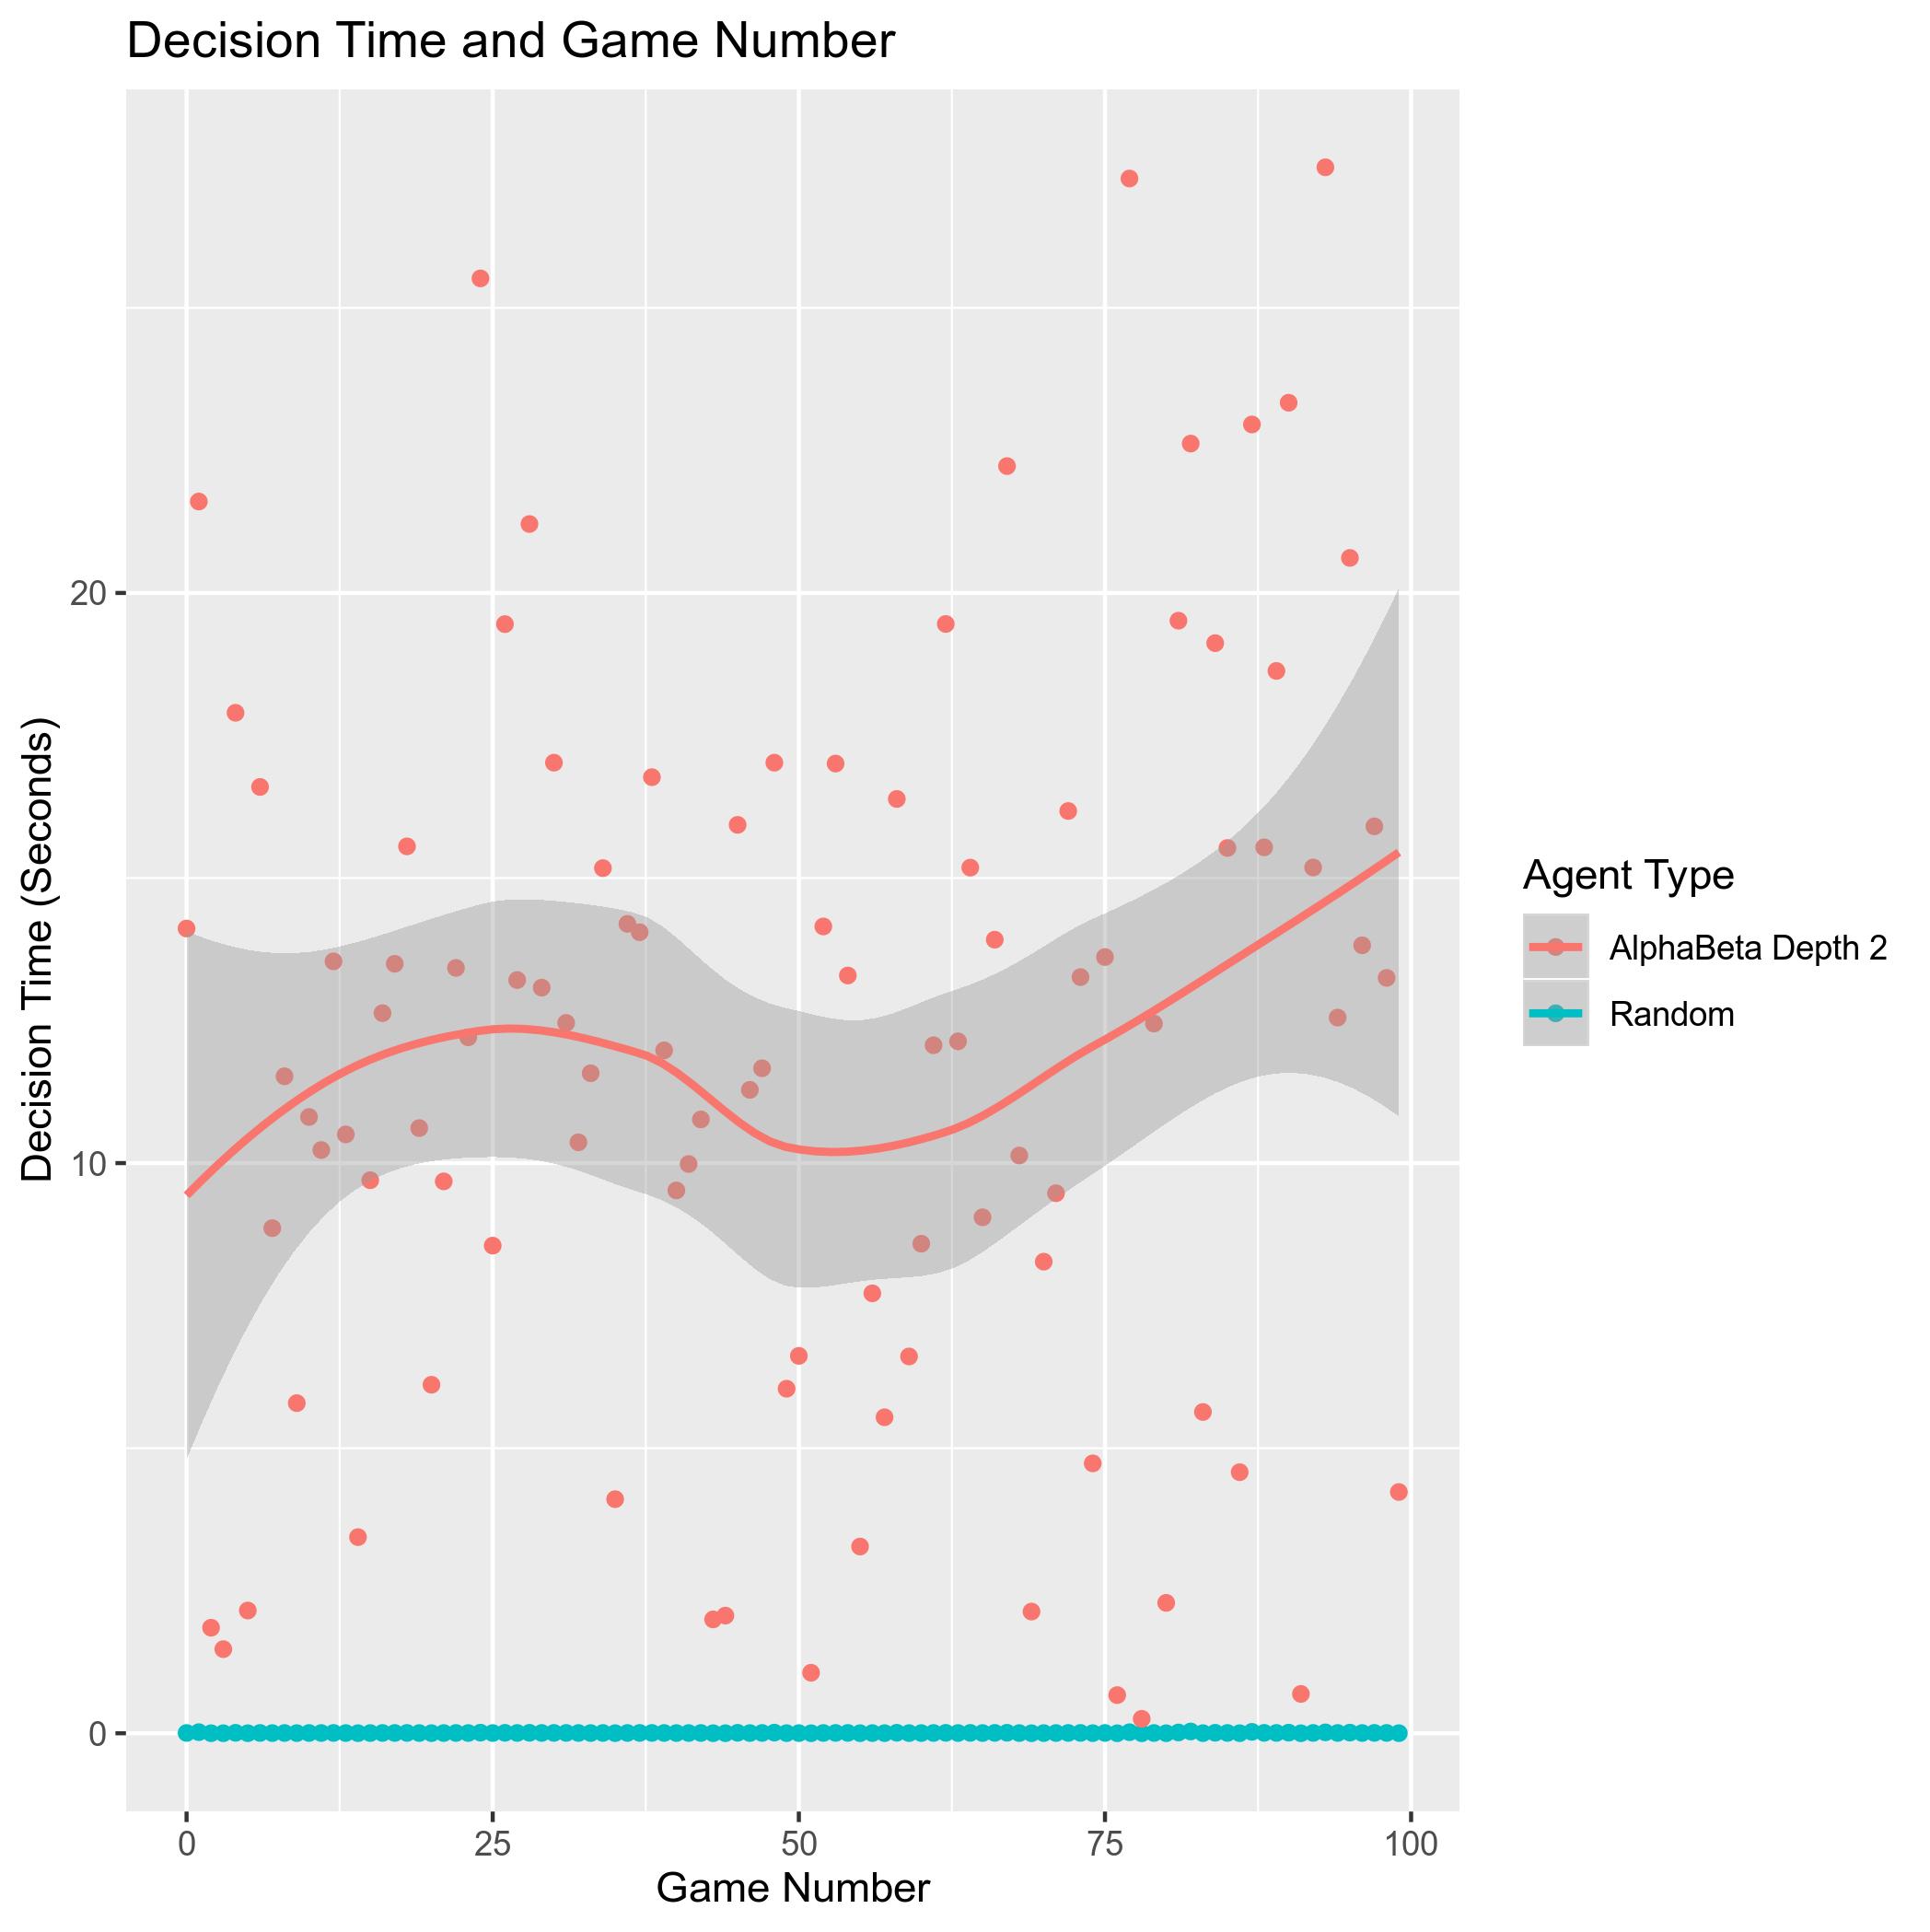 Decision Time and Game Number
Decision Time (Seconds)
20
10
0
0 25 50 75 100
Game Number
Agent Type
AlphaBeta Depth 2
Random